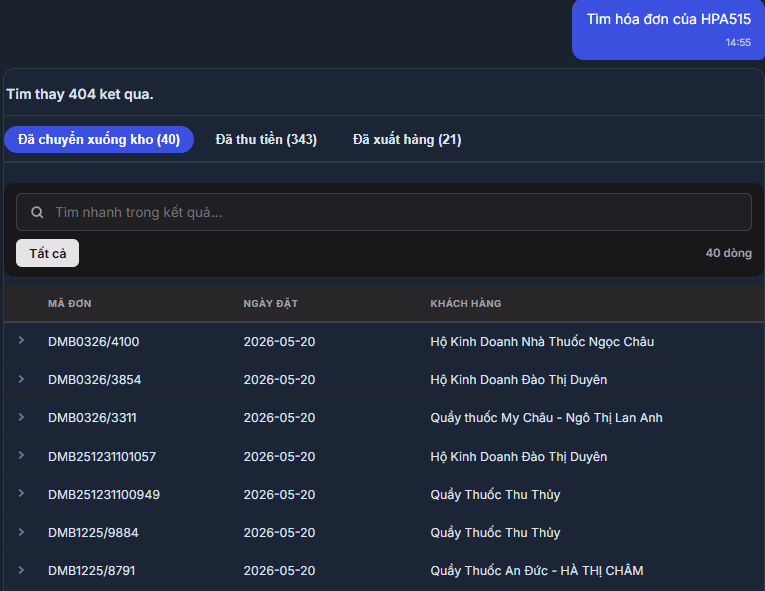 Tìm hóa đơn của HPA515
14:55
Tim thay 404 ket qua.
Đã chuyển xuống kho (40) Đã thu tiền (343) Đã xuất hàng (21)
Tìm nhanh trong kết quả...
Tất cả 40 dòng
MÃ ĐƠN NGÀY ĐẶT KHÁCH HÀNG
DMB0326/4100 2026-05-20 Hộ Kinh Doanh Nhà Thuốc Ngọc Châu
DMB0326/3854 2026-05-20 Hộ Kinh Doanh Đào Thị Duyên
DMB0326/3311 2026-05-20 Quầy thuốc My Châu - Ngô Thị Lan Anh
DMB251231101057 2026-05-20 Hộ Kinh Doanh Đào Thị Duyên
DMB251231100949 2026-05-20 Quầy Thuốc Thu Thủy
DMB1225/9884 2026-05-20 Quầy Thuốc Thu Thủy
DMB1225/8791 2026-05-20 Quầy Thuốc An Đức - HÀ THỊ CHÂM